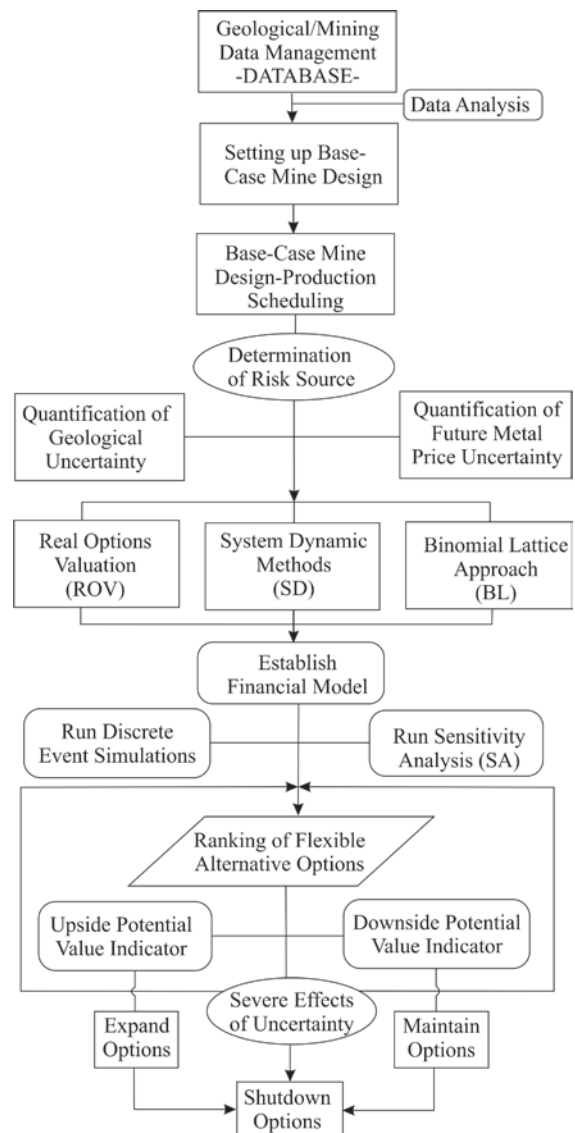 Geological/Mining
Data Management
-DATABASE-
Data Analysis
Setting up Base-
Case Mine Design
Base-Case Mine
Design-Production
Scheduling
Determination
of Risk Source
Quantification of
Geological
Uncertainty
Quantification of
Future Metal
Price Uncertainty
Real Options
Valuation
(ROV)
System Dynamic
Methods
(SD)
Binomial Lattice
Approach
(BL)
Establish
Financial Model
Run Discrete
Event Simulations
Run Sensitivity
Analysis (SA)
Ranking of Flexible
Alternative Options
Upside Potential
Value Indicator
Downside Potential
Value Indicator
Severe Effects
of Uncertainty
Expand
Options
Maintain
Options
Shutdown
Options